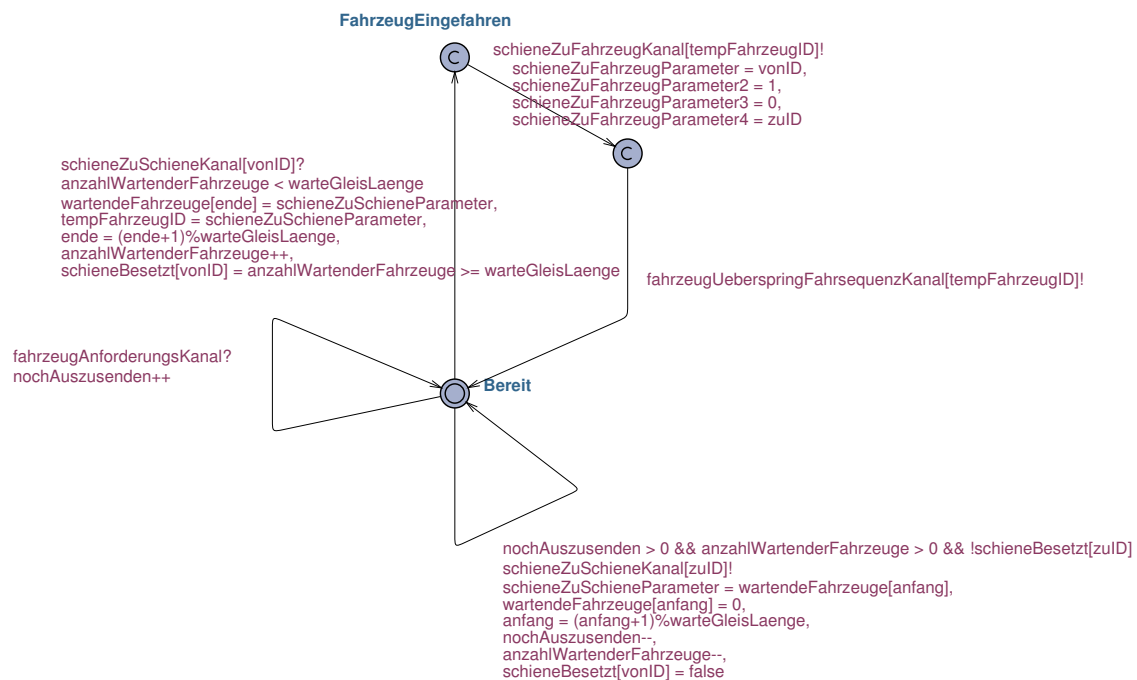 FahrzeugEingefahren
C
schieneZuFahrzeugKanal[tempFahrzeugID]!
schieneZuFahrzeugParameter = vonID,
schieneZuFahrzeugParameter2 = 1,
schieneZuFahrzeugParameter3 = 0,
schieneZuFahrzeugParameter4 = zuID
C
schieneZuSchieneKanal[vonID]?
anzahlWartenderFahrzeuge < warteGleisLaenge
wartendeFahrzeuge[ende] = schieneZuSchieneParameter,
tempFahrzeugID = schieneZuSchieneParameter,
ende = (ende+1)%warteGleisLaenge,
anzahlWartenderFahrzeuge++,
schieneBesetzt[vonID] = anzahlWartenderFahrzeuge >= warteGleisLaenge
fahrzeugUeberspringFahrsequenzKanal[tempFahrzeugID]!
fahrzeugAnforderungsKanal?
nochAuszusenden++
Bereit
nochAuszusenden > 0 && anzahlWartenderFahrzeuge > 0 && !schieneBesetzt[zuID]
schieneZuSchieneKanal[zuID]!
schieneZuSchieneParameter = wartendeFahrzeuge[anfang],
wartendeFahrzeuge[anfang] = 0,
anfang = (anfang+1)%warteGleisLaenge,
nochAuszusenden--,
anzahlWartenderFahrzeuge--,
schieneBesetzt[vonID] = false